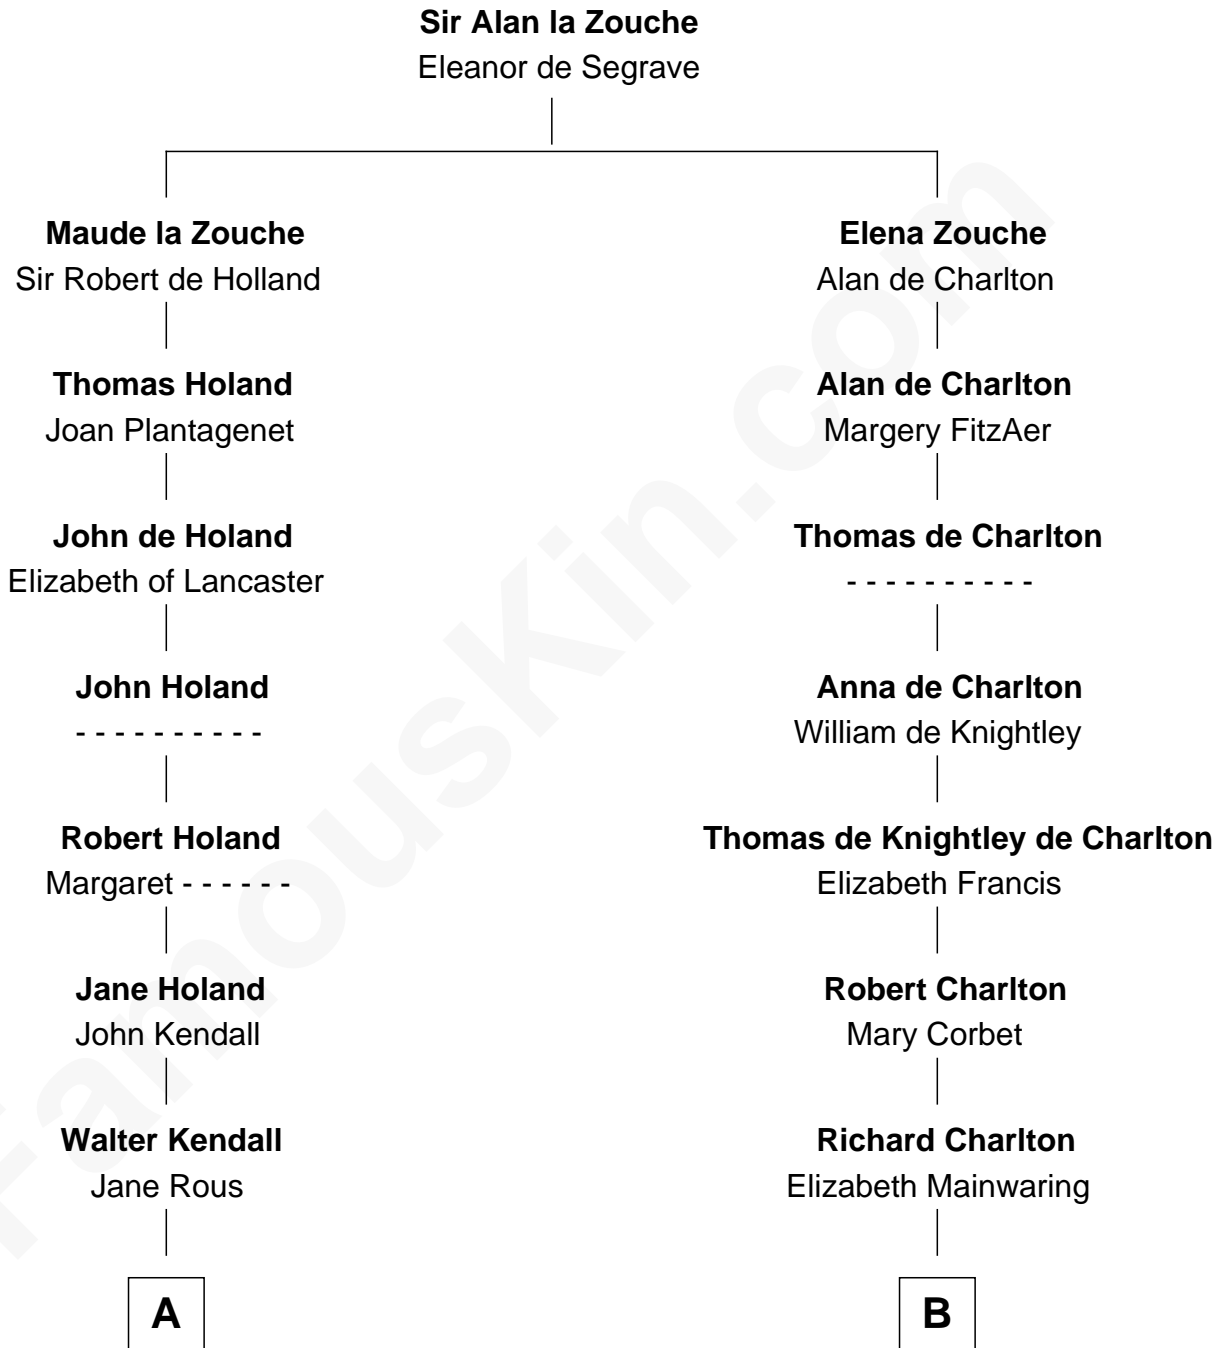 Sir Alan la Zouche
Eleanor de Segrave
Maude la Zouche
Sir Robert de Holland
Thomas Holand
Joan Plantagenet
John de Holand
Elizabeth of Lancaster
John Holand
- - - - - - - - - -
Robert Holand
Margaret - - - - - -
Jane Holand
John Kendall
Walter Kendall
Jane Rous
A
Elena Zouche
Alan de Charlton
Alan de Charlton
Margery FitzAer
Thomas de Charlton
- - - - - - - - - -
Anna de Charlton
William de Knightley
Thomas de Knightley de Charlton
Elizabeth Francis
Robert Charlton
Mary Corbet
Richard Charlton
Elizabeth Mainwaring
B
FamousKin.com